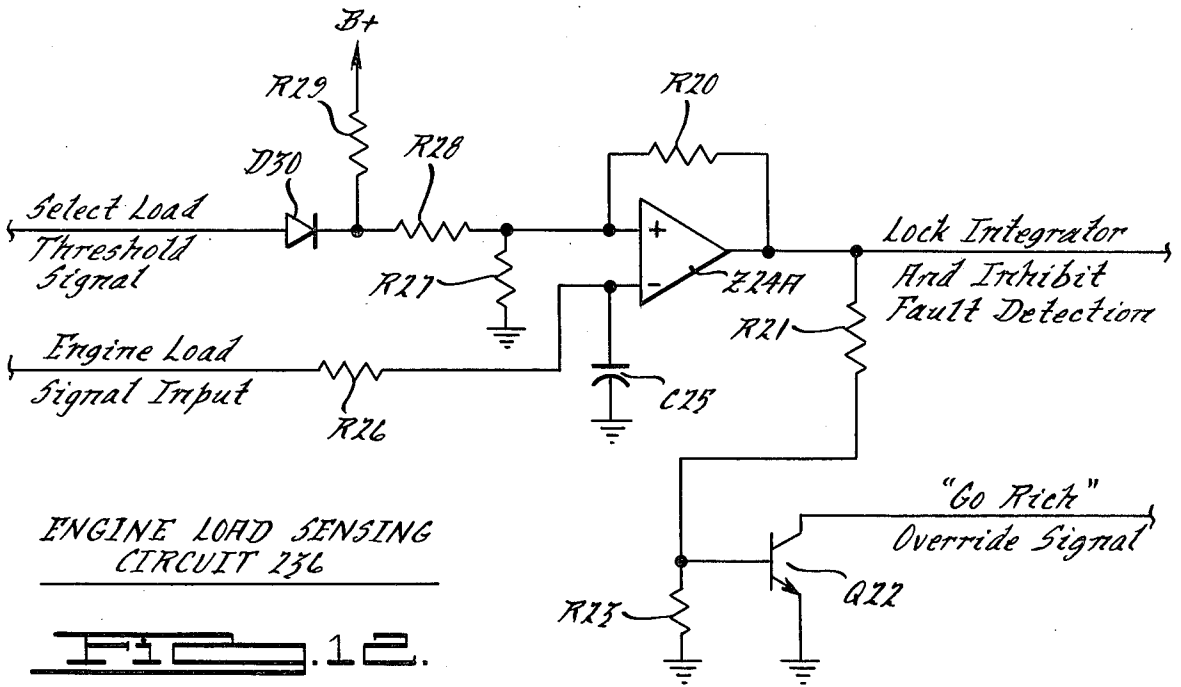 B+
R29
R20
D30
R28
Select Load
Threshold
Signal
+
Lock Integrator
And Inhibit
Fault Detection
R27
-
Z24A
R21
Engine Load
Signal Input
C25
R26
"Go Rich"
Override Signal
ENGINE LOAD SENSING
CIRCUIT 236
Q22
R23
Fig. 12.